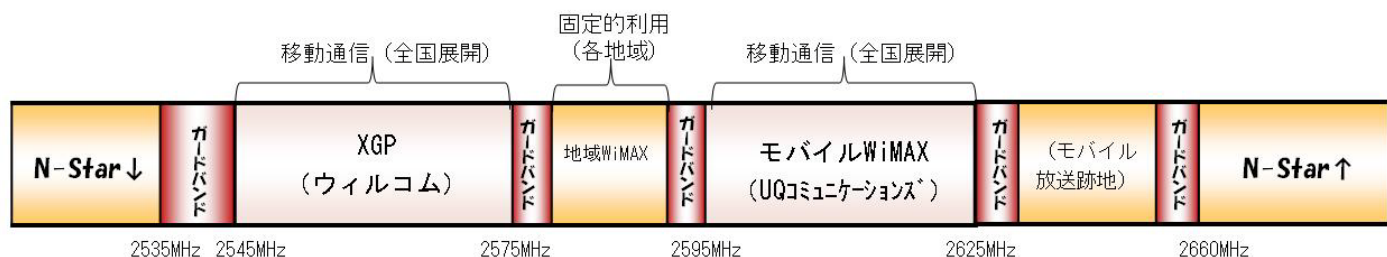 固定的利用
(各地域)
移動通信(全国展開)
移動通信(全国展開)
N-Star↓
ガードバンド
XGP
(ウィルコム)
ガードバンド
地域WiMAX
ガードバンド
モバイルWiMAX
(UQコミュニケーションズ)
ガードバンド
(モバイル
放送跡地)
ガードバンド
N-Star↑
2535MHz
2545MHz
2575MHz
2595MHz
2625MHz
2660MHz